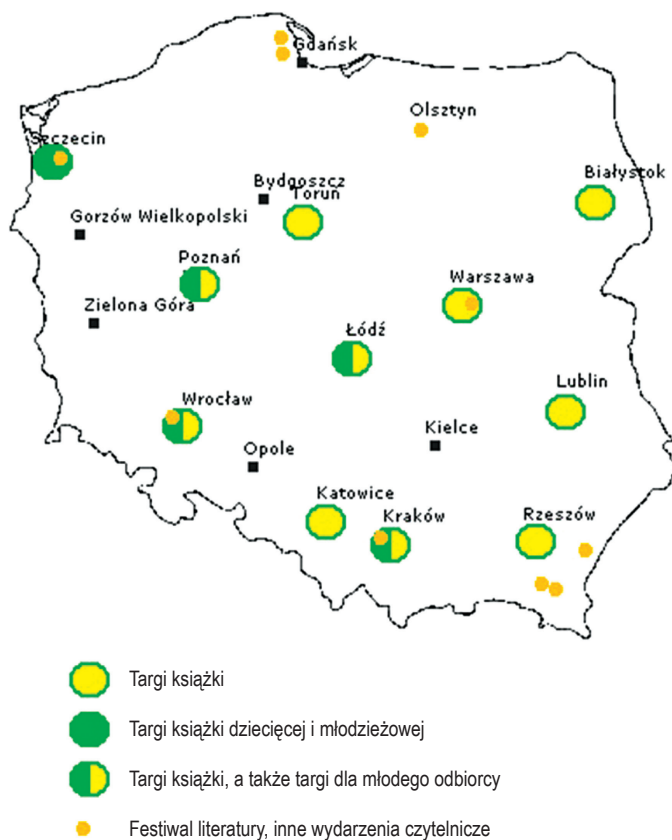 Gdańsk
Olsztyn
Szczecin
Białystok
Bydgoszcz
Toruń
Gorzów Wielkopolski
Poznań
Warszawa
Zielona Góra
Łódź
Lublin
Wrocław
Kielce
Opole
Katowice
Kraków
Rzeszów
Targi książki
Targi książki dziecięcej i młodzieżowej
Targi książki, a także targi dla młodego odbiorcy
Festiwal literatury, inne wydarzenia czytelnicze